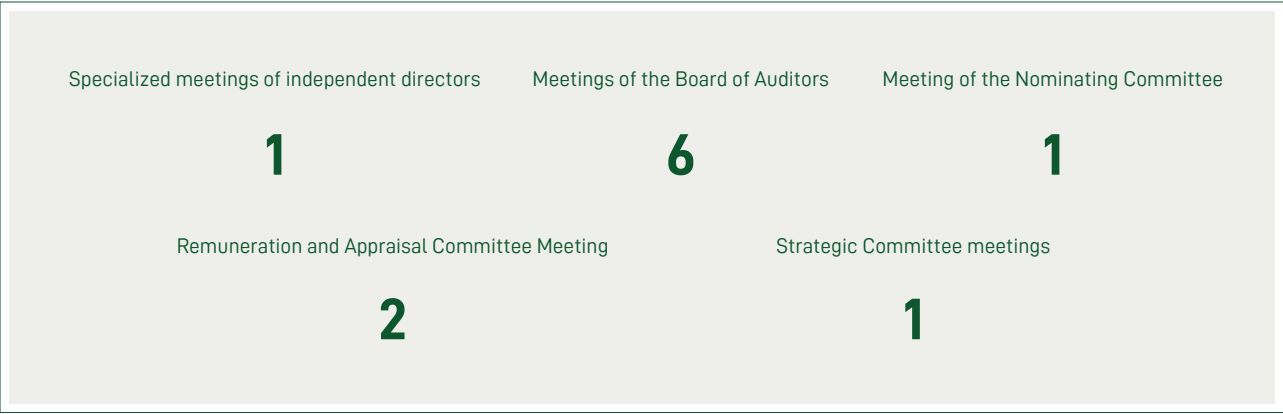 Specialized meetings of independent directors
Meetings of the Board of Auditors
Meeting of the Nominating Committee
1
6
1
Remuneration and Appraisal Committee Meeting
Strategic Committee meetings
2
1